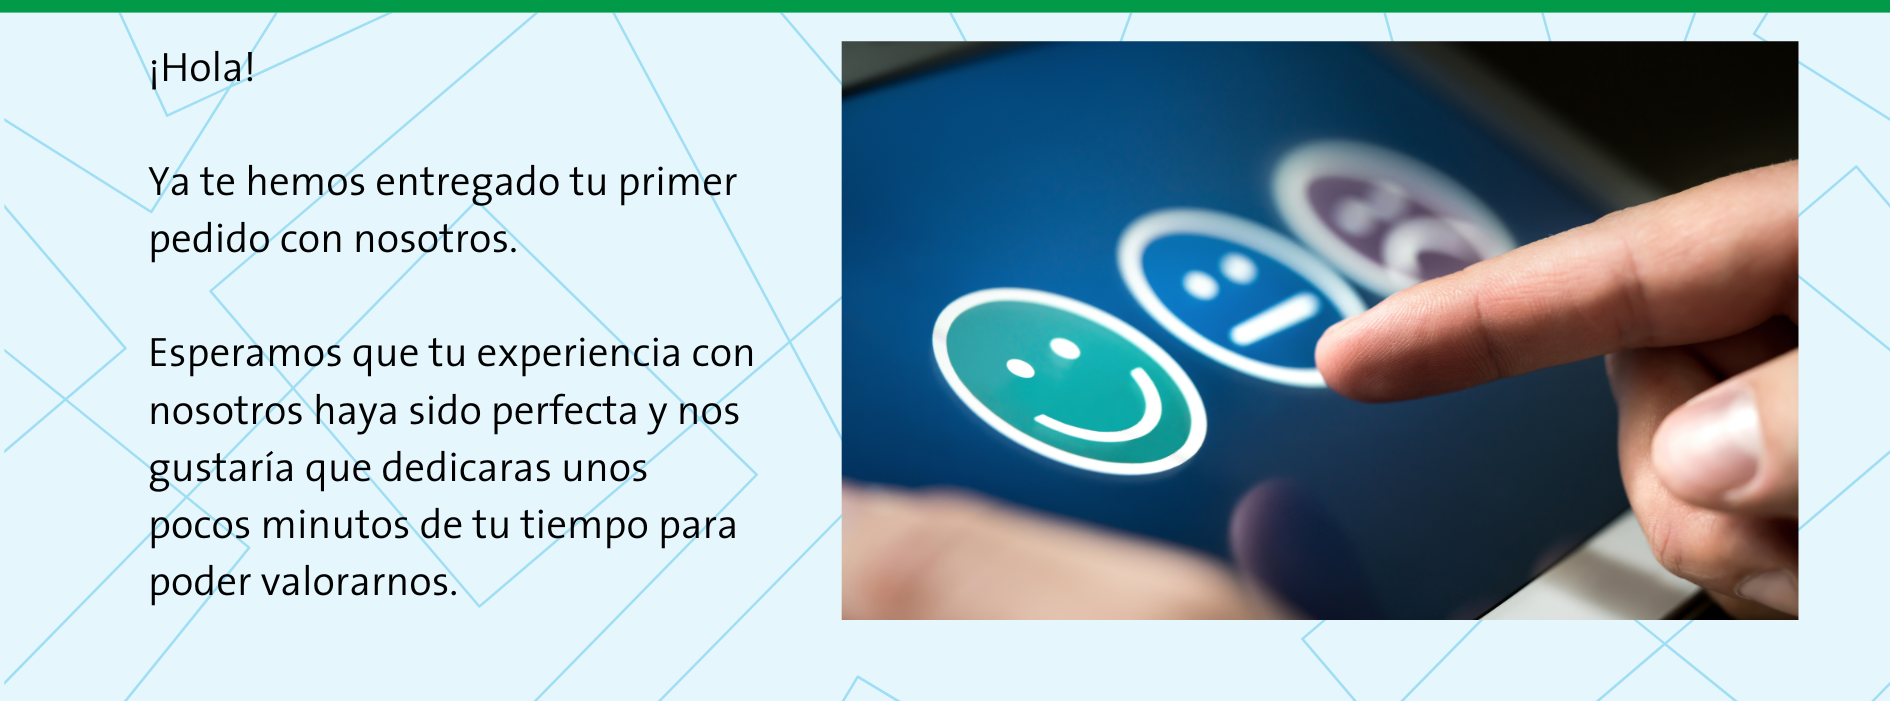 ¡Hola!
Ya te hemos entregado tu primer
pedido con nosotros.
Esperamos que tu experiencia con
nosotros haya sido perfecta y nos
gustaría que dedicaras unos
pocos minutos de tu tiempo para
poder valorarnos.